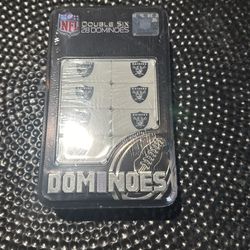 NFL
DOUBLE SIX
28 DOMINOES
DOMINOES